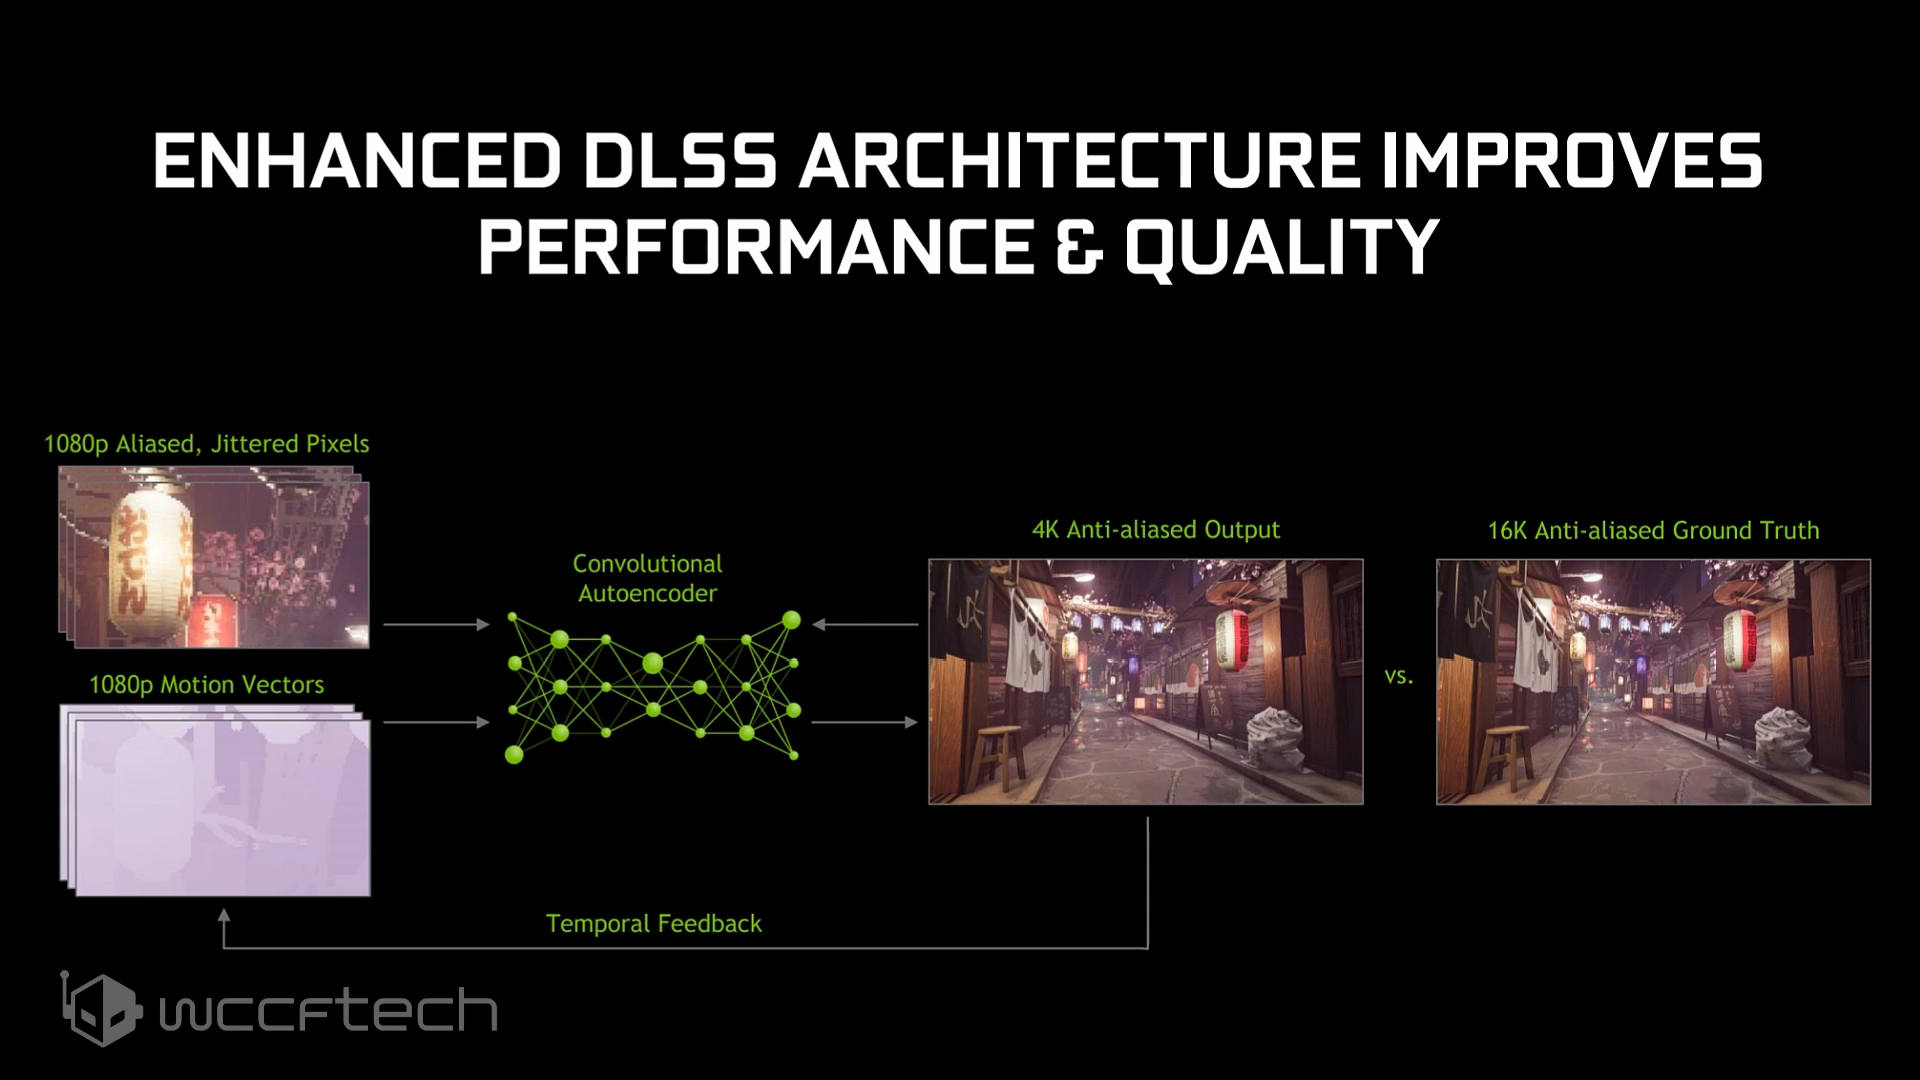 ENHANCED DLSS ARCHITECTURE IMPROVES
PERFORMANCE & QUALITY
1080p Aliased, Jittered Pixels
1080p Motion Vectors
Convolutional
Autoencoder
4K Anti-aliased Output
vs.
16K Anti-aliased Ground Truth
Temporal Feedback
wccftech